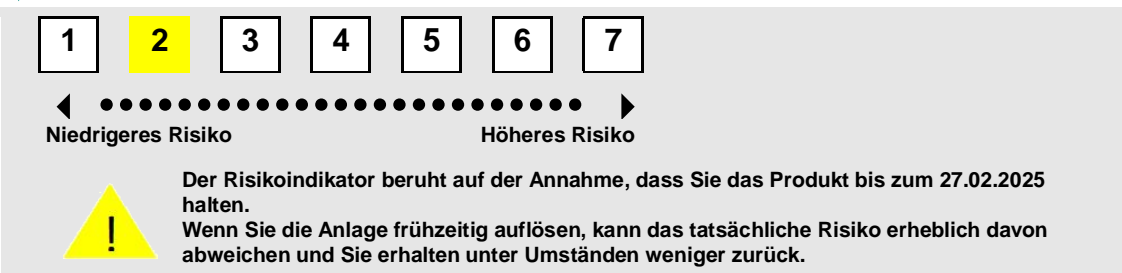 1 2 3 4 5 6 7
Niedrigeres Risiko Höheres Risiko
Der Risikoindikator beruht auf der Annahme, dass Sie das Produkt bis zum 27.02.2025
halten.
Wenn Sie die Anlage frühzeitig auflösen, kann das tatsächliche Risiko erheblich davon
abweichen und Sie erhalten unter Umständen weniger zurück.
!